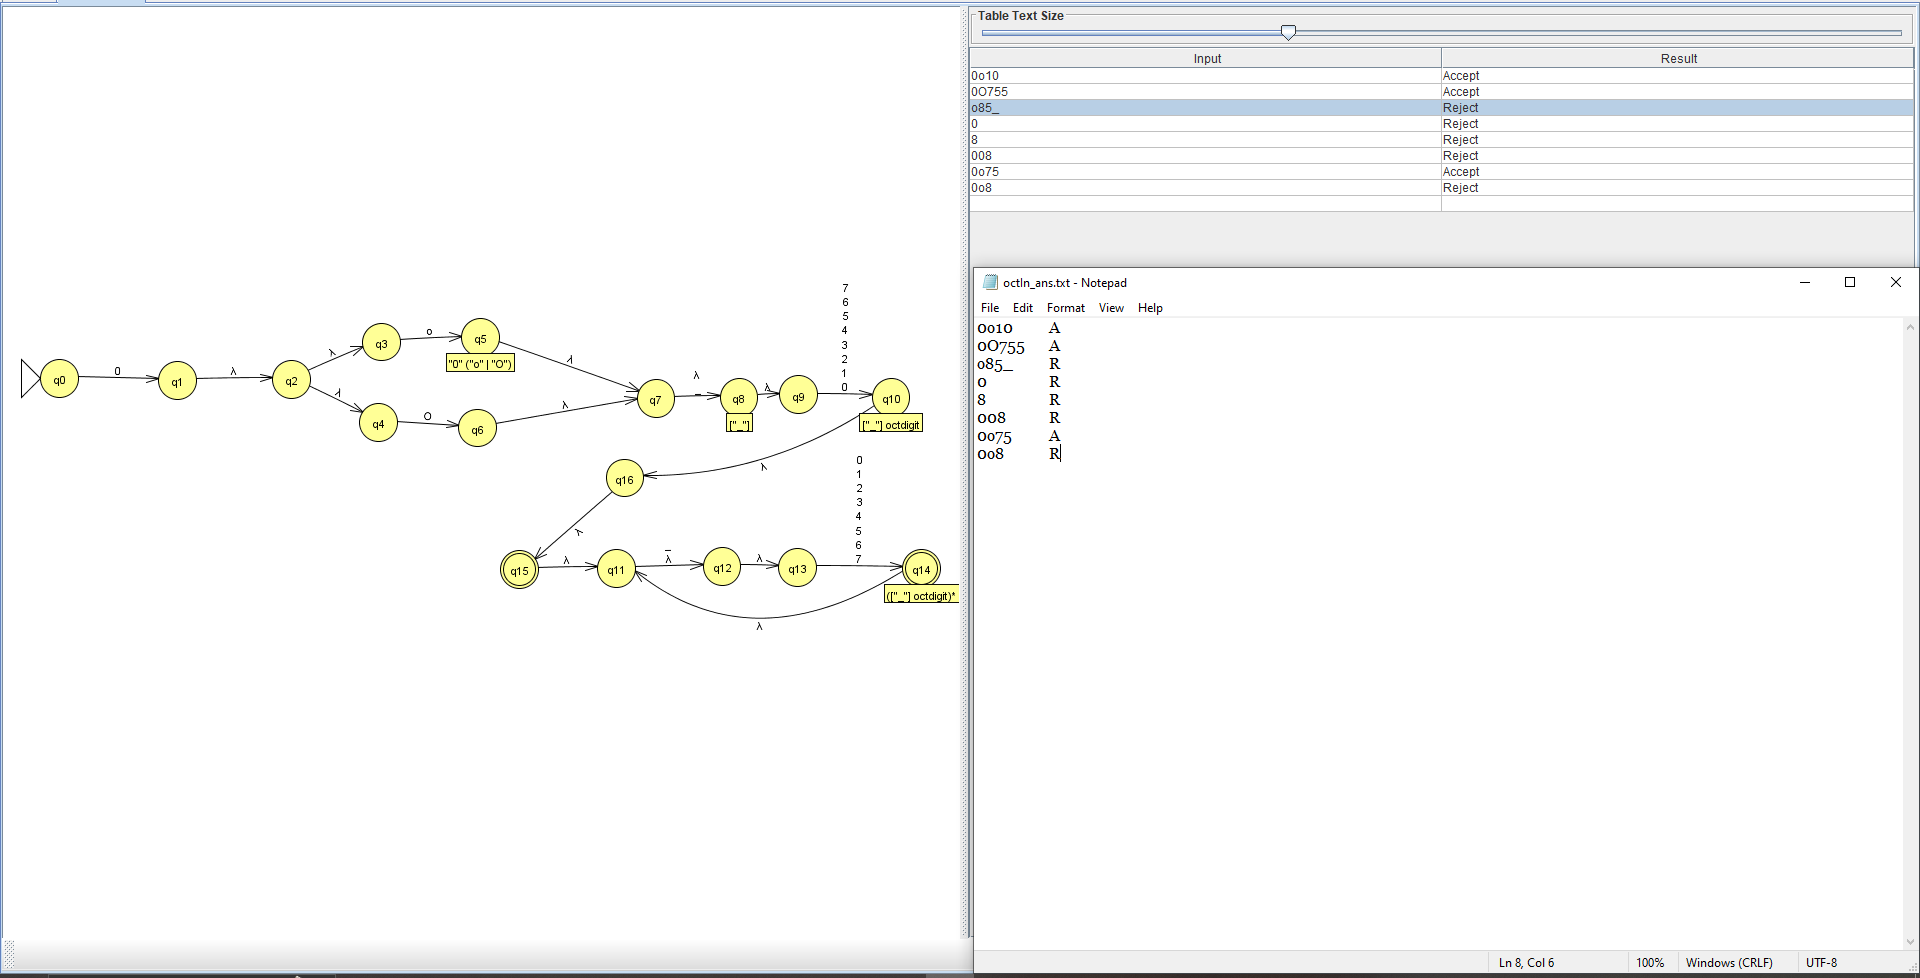 Table Text Size
Input Result
0o10 Accept
0O755 Accept
o85_ Reject
0 Reject
8 Reject
008 Reject
0o75 Accept
0o8 Reject
octIn_ans.txt - Notepad
File Edit Format View Help
0o10 A
0O755 A
o85_ R
0 R
8 R
008 R
0o75 A
0o8 R
Ln 8, Col 6 100% Windows (CRLF) UTF-8
7
6
5
4
3
2
1
0
q0
0
q1
λ
q2
λ
q3
o
q5
"0" ("o" | "O")
λ
λ
q4
O
q6
λ
q7
λ
_
q8
["_"]
λ
q9
q10
["_"] octdigit
λ
q16
λ
0
1
2
3
4
5
6
7
q15
λ
q11
_
λ
q12
λ
q13
q14
(["_"] octdigit)*
λ